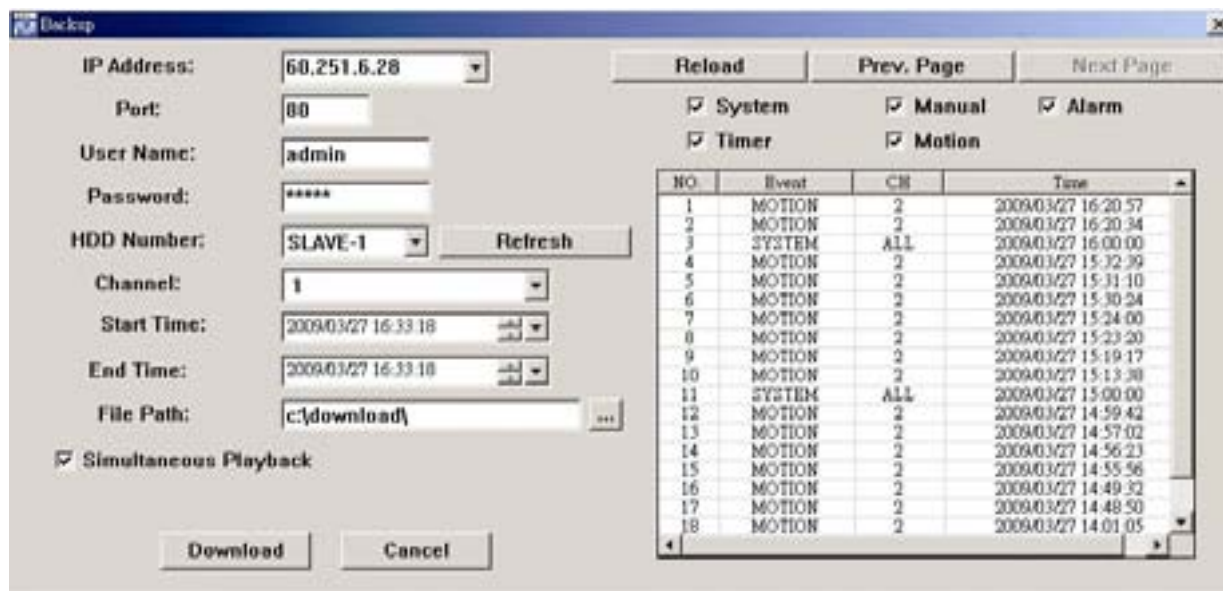 Backup
IP Address:
60.251.6.28
Port:
80
User Name:
admin
Password:
*****
HDD Number:
SLAVE-1
Refresh
Channel:
1
Start Time:
2009/03/27 16:33:18
End Time:
2009/03/27 16:33:18
File Path:
c:\download\
...
Simultaneous Playback
Download
Cancel
Reload
Prev. Page
Next Page
System
Manual
Alarm
Timer
Motion
NO. Event CH Time
1 MOTION 2 2009/03/27 16:20:57
2 MOTION 2 2009/03/27 16:20:34
3 SYSTEM ALL 2009/03/27 16:00:00
4 MOTION 2 2009/03/27 15:32:39
5 MOTION 2 2009/03/27 15:31:10
6 MOTION 2 2009/03/27 15:30:24
7 MOTION 2 2009/03/27 15:24:00
8 MOTION 2 2009/03/27 15:23:20
9 MOTION 2 2009/03/27 15:19:17
10 MOTION 2 2009/03/27 15:13:38
11 SYSTEM ALL 2009/03/27 15:00:00
12 MOTION 2 2009/03/27 14:59:42
13 MOTION 2 2009/03/27 14:57:02
14 MOTION 2 2009/03/27 14:56:23
15 MOTION 2 2009/03/27 14:55:56
16 MOTION 2 2009/03/27 14:49:32
17 MOTION 2 2009/03/27 14:48:50
18 MOTION 2 2009/03/27 14:01:05